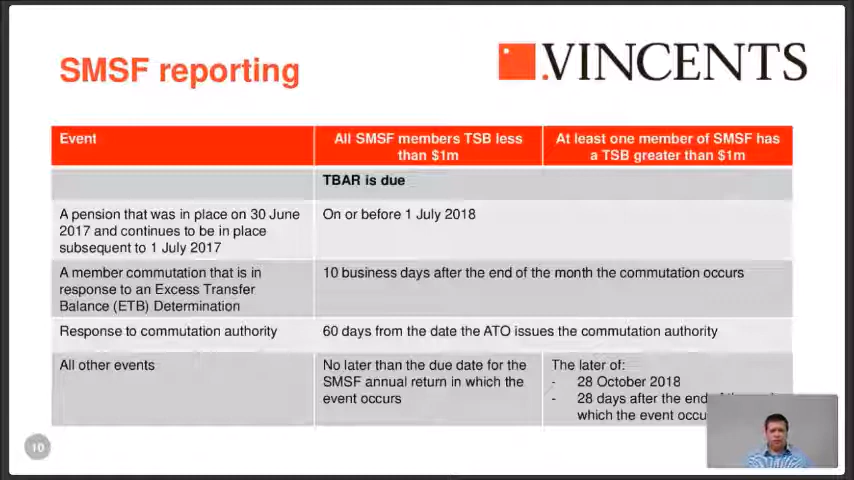 SMSF reporting
.VINCENTS
Event
All SMSF members TSB less
than $1m
At least one member of SMSF has
a TSB greater than $1m
TBAR is due
A pension that was in place on 30 June
2017 and continues to be in place
subsequent to 1 July 2017
On or before 1 July 2018
A member commutation that is in
response to an Excess Transfer
Balance (ETB) Determination
10 business days after the end of the month the commutation occurs
Response to commutation authority
60 days from the date the ATO issues the commutation authority
All other events
No later than the due date for the
SMSF annual return in which the
event occurs
The later of:
- 28 October 2018
- 28 days after the end
which the event
10